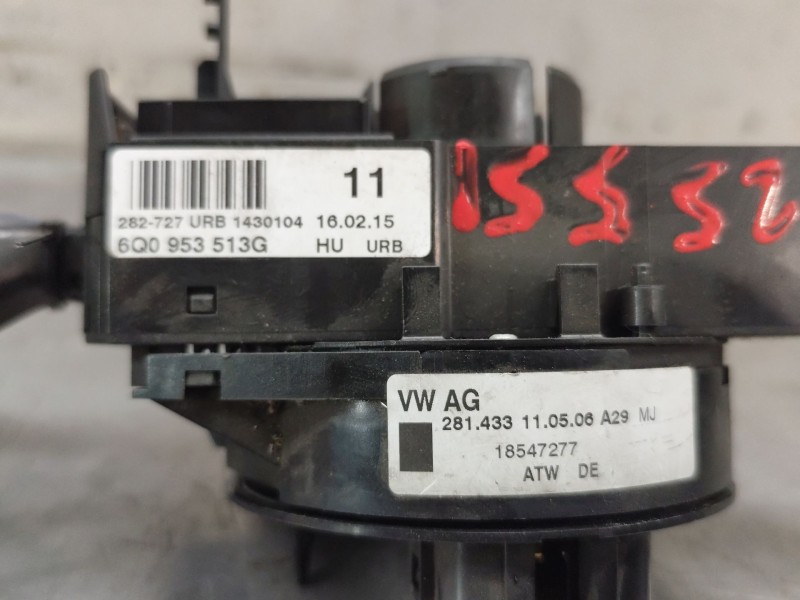 11
282-727 URB 1430104 16.02.15
6Q0 953 513G HU URB
15532
VW AG
281.433 11.05.06 A29 MJ
18547277
ATW DE